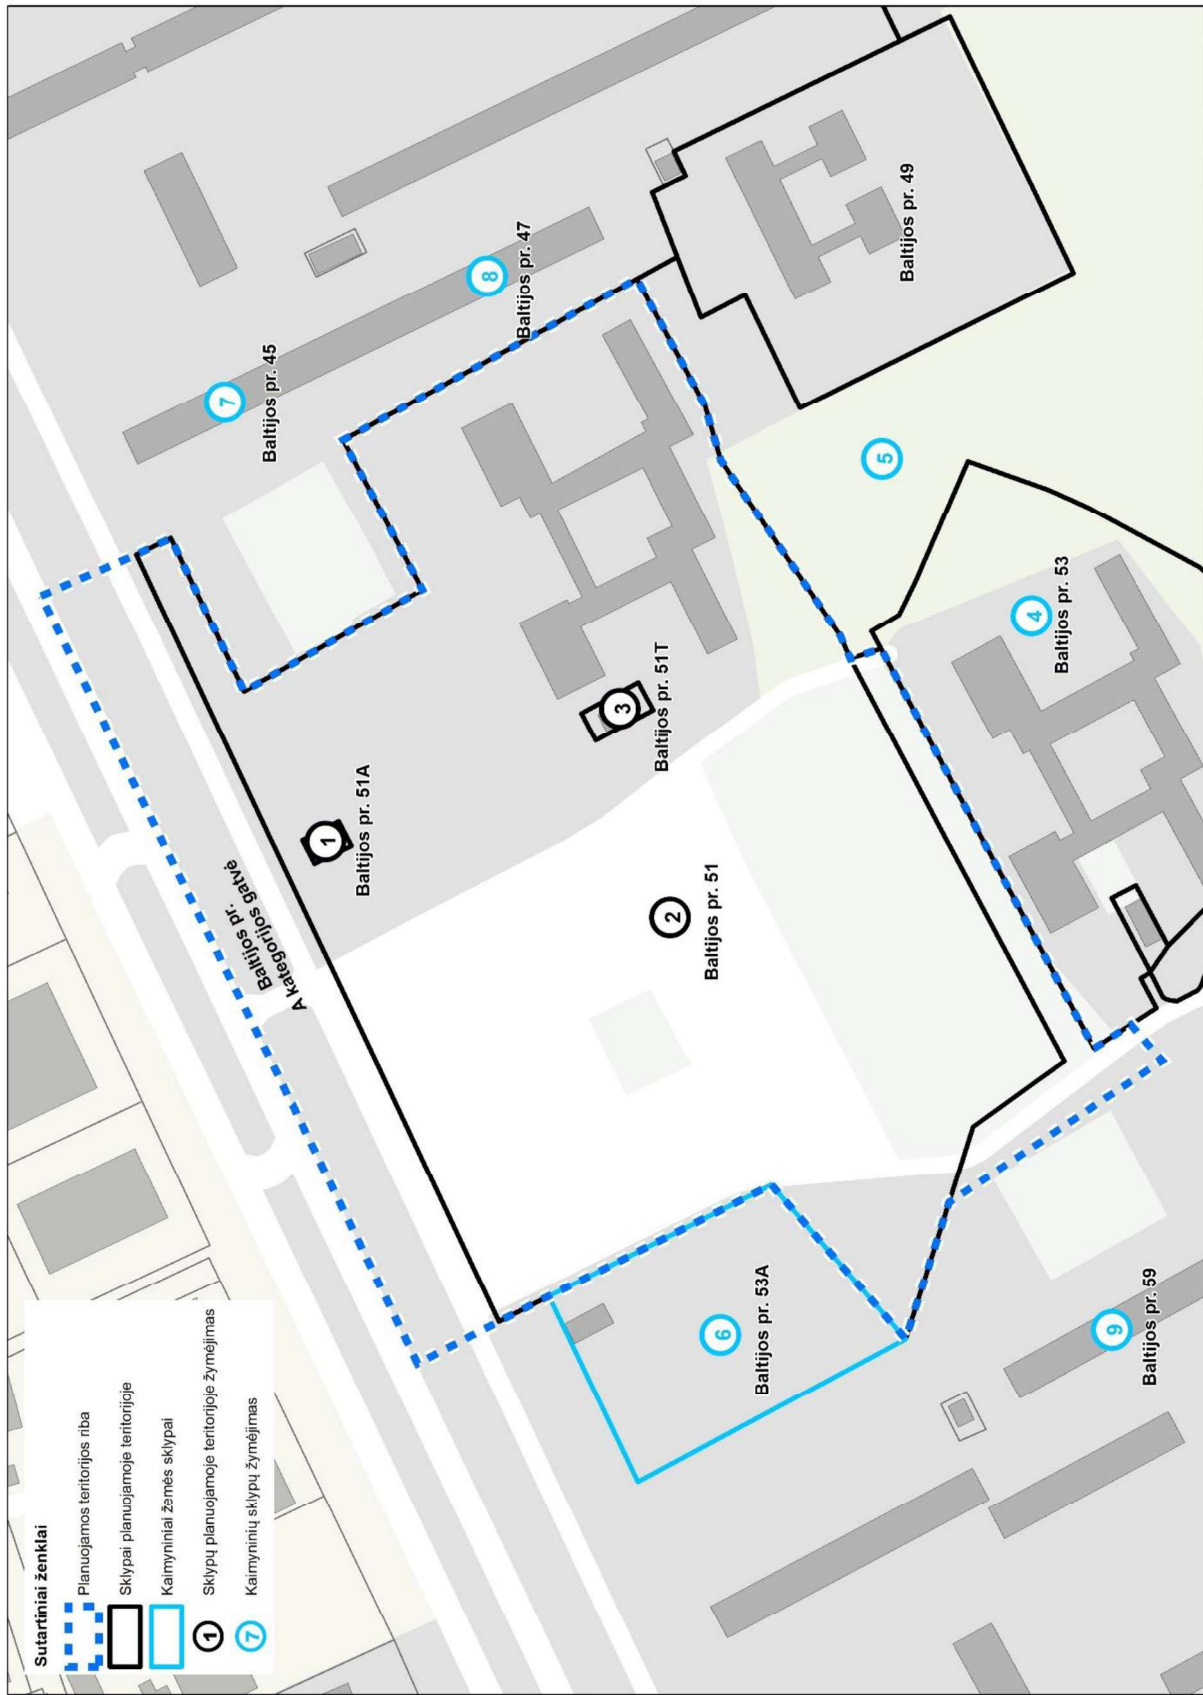 Sutartiniai ženklai
Planuojamos teritorijos riba
Sklypai planuojamoje teritorijoje
Kaimyniniai žemės sklypai
1 Sklypų planuojamoje teritorijoje žymėjimas
7 Kaimyninių sklypų žymėjimas
Baltijos pr.
A kategorijos gatvė
7
Baltijos pr. 45
1
Baltijos pr. 51A
8
Baltijos pr. 47
3
Baltijos pr. 51T
2
Baltijos pr. 51
6
Baltijos pr. 53A
Baltijos pr. 49
5
4
Baltijos pr. 53
9
Baltijos pr. 59